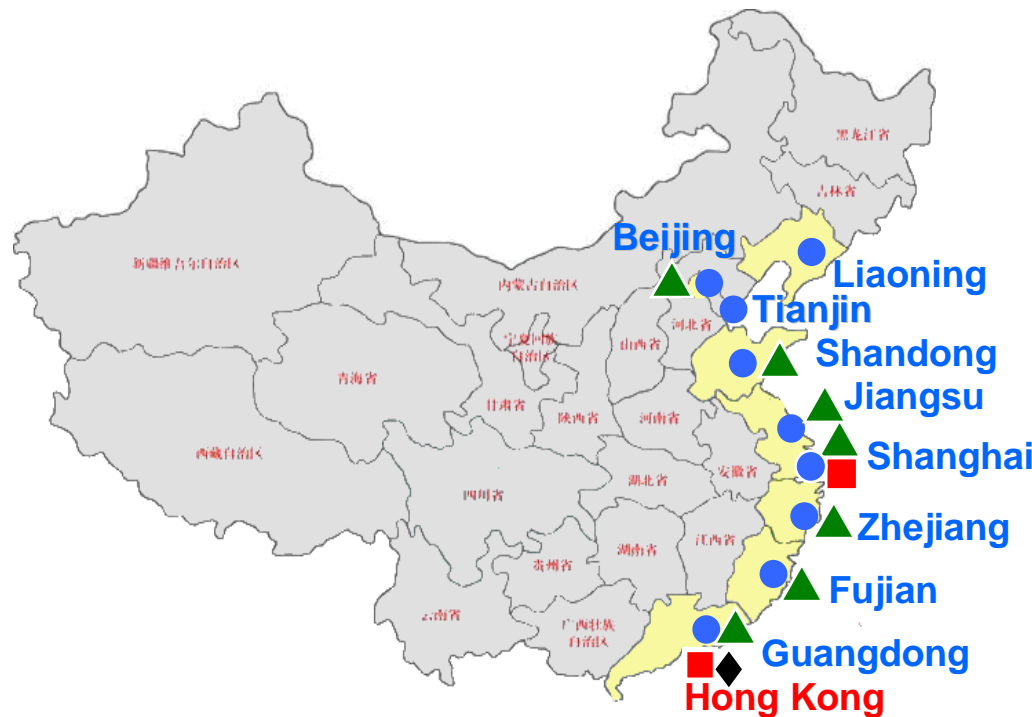 黑龙江省
吉林省
Beijing
新疆维吾尔自治区
内蒙古自治区
Liaoning
河北省
Tianjin
宁夏回族
自治区
山西省
Shandong
青海省
甘肃省
陕西省
河南省
Jiangsu
西藏自治区
安徽省
Shanghai
四川省
湖北省
Zhejiang
湖南省
江西省
贵州省
Fujian
云南省
广西壮族
自治区
Guangdong
Hong Kong